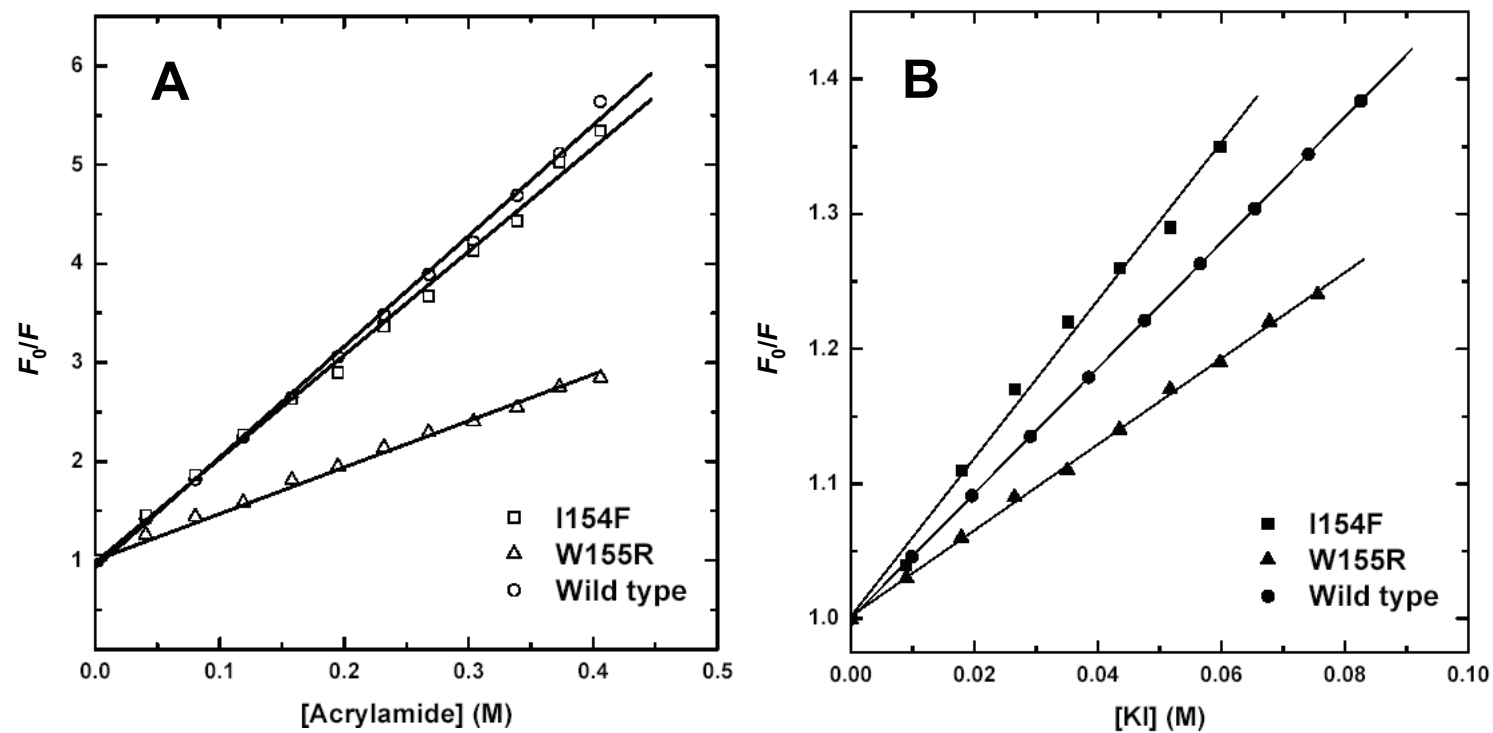 A
F0/F
6
5
4
3
2
1
0.0 0.1 0.2 0.3 0.4 0.5
[Acrylamide] (M)
I154F
W155R
Wild type
B
F0/F
1.4
1.3
1.2
1.1
1.0
0.00 0.02 0.04 0.06 0.08 0.10
[KI] (M)
I154F
W155R
Wild type